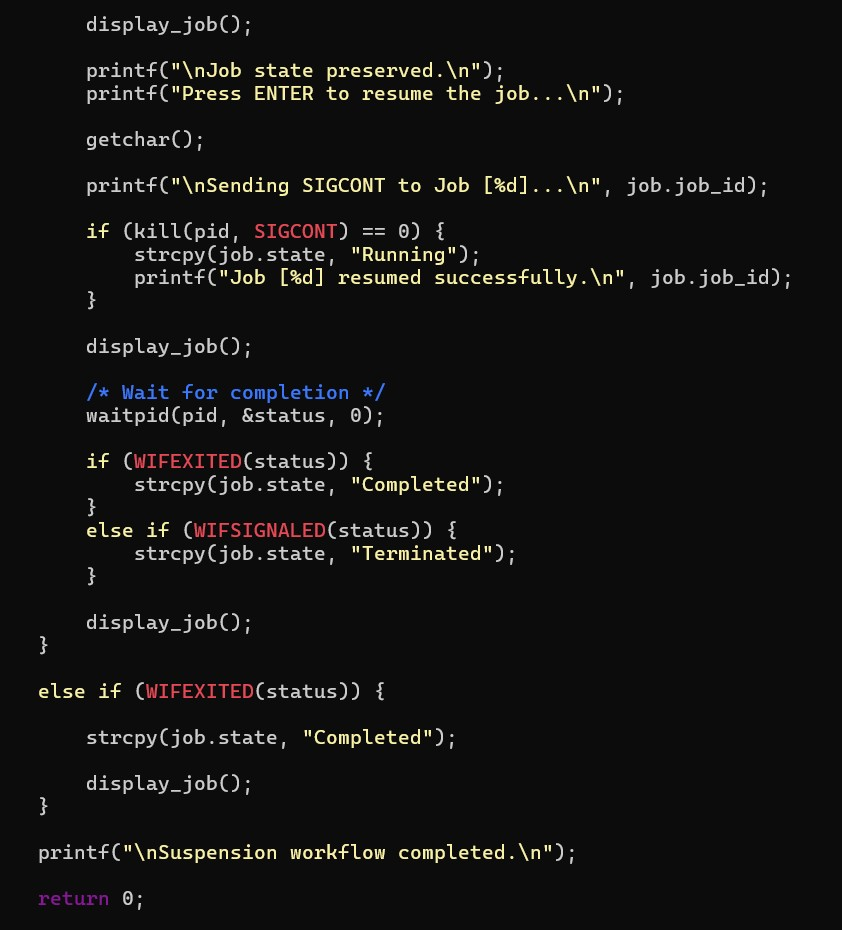 display_job();
printf("\nJob state preserved.\n");
printf("Press ENTER to resume the job...\n");
getchar();
printf("\nSending SIGCONT to Job [%d]...\n", job.job_id);
if (kill(pid, SIGCONT) == 0) {
strcpy(job.state, "Running");
printf("Job [%d] resumed successfully.\n", job.job_id);
}
display_job();
/* Wait for completion */
waitpid(pid, &status, 0);
if (WIFEXITED(status)) {
strcpy(job.state, "Completed");
}
else if (WIFSIGNALED(status)) {
strcpy(job.state, "Terminated");
}
display_job();
}
else if (WIFEXITED(status)) {
strcpy(job.state, "Completed");
display_job();
}
printf("\nSuspension workflow completed.\n");
return 0;